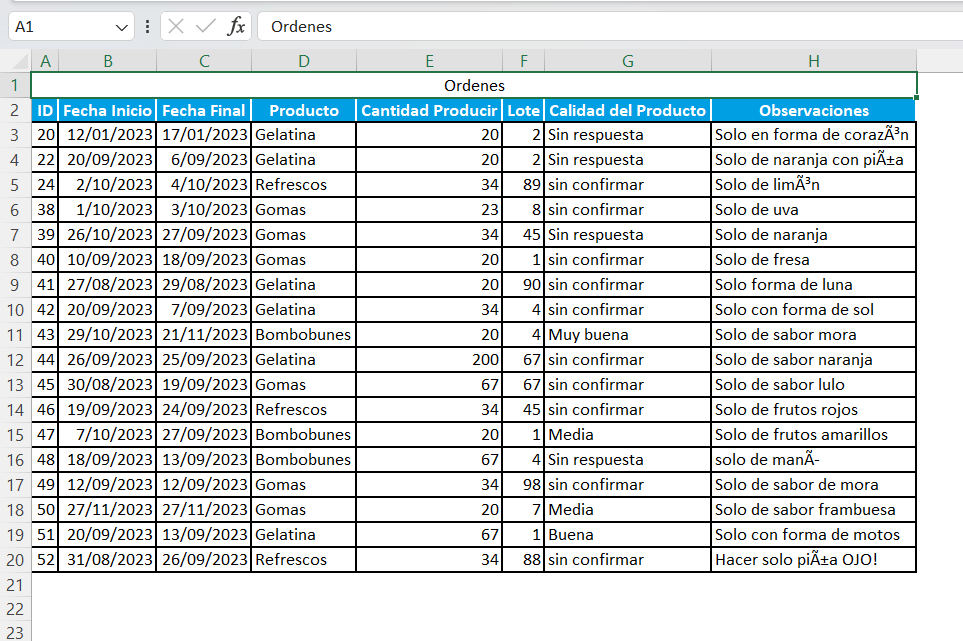 A1 fx Ordenes
A B C D E F G H
1 Ordenes
2 ID Fecha Inicio Fecha Final Producto Cantidad Producir Lote Calidad del Producto Observaciones
3 20 12/01/2023 17/01/2023 Gelatina 20 2 Sin respuesta Solo en forma de corazÃ³n
4 22 20/09/2023 6/09/2023 Gelatina 20 2 Sin respuesta Solo de naranja con piÃ±a
5 24 2/10/2023 4/10/2023 Refrescos 34 89 sin confirmar Solo de limÃ³n
6 38 1/10/2023 3/10/2023 Gomas 23 8 sin confirmar Solo de uva
7 39 26/10/2023 27/09/2023 Gomas 34 45 Sin respuesta Solo de naranja
8 40 10/09/2023 18/09/2023 Gomas 20 1 sin confirmar Solo de fresa
9 41 27/08/2023 29/08/2023 Gelatina 20 90 sin confirmar Solo forma de luna
10 42 20/09/2023 7/09/2023 Gelatina 34 4 sin confirmar Solo con forma de sol
11 43 29/10/2023 21/11/2023 Bombobunes 20 4 Muy buena Solo de sabor mora
12 44 26/09/2023 25/09/2023 Gelatina 200 67 sin confirmar Solo de sabor naranja
13 45 30/08/2023 19/09/2023 Gomas 67 67 sin confirmar Solo de sabor lulo
14 46 19/09/2023 24/09/2023 Refrescos 34 45 sin confirmar Solo de frutos rojos
15 47 7/10/2023 27/09/2023 Bombobunes 20 1 Media Solo de frutos amarillos
16 48 18/09/2023 13/09/2023 Bombobunes 67 4 Sin respuesta solo de manÃ-
17 49 12/09/2023 12/09/2023 Gomas 34 98 sin confirmar Solo de sabor de mora
18 50 27/11/2023 27/11/2023 Gomas 20 7 Media Solo de sabor frambuesa
19 51 20/09/2023 13/09/2023 Gelatina 67 1 Buena Solo con forma de motos
20 52 31/08/2023 26/09/2023 Refrescos 34 88 sin confirmar Hacer solo piÃ±a OJO!
21
22
23